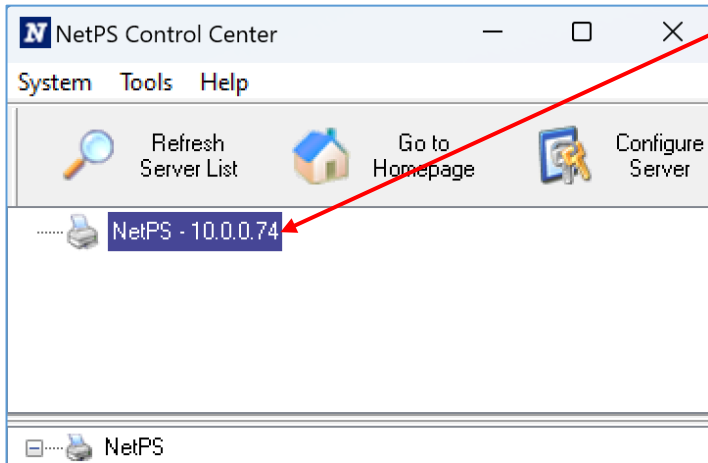 NetPS Control Center
System Tools Help
Refresh
Server List
Go to
Homepage
Configure
Server
NetPS - 10.0.0.74
NetPS